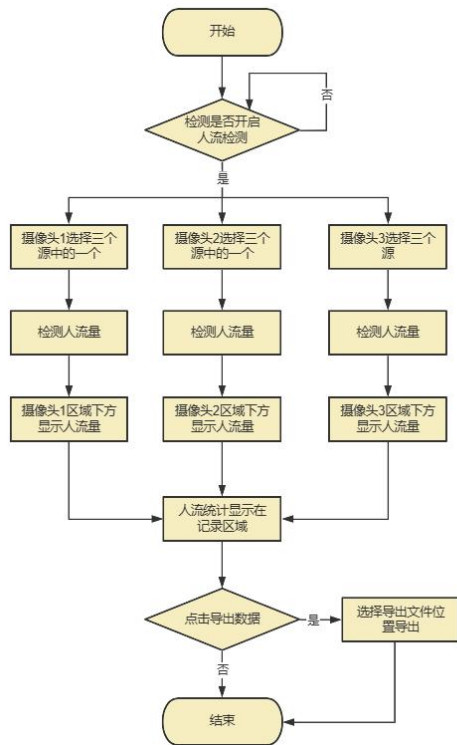 开始
否
检测是否开启
人流检测
是
摄像头1选择三个
源中的一个
摄像头2选择三个
源中的一个
摄像头3选择三个
源
检测人流量
检测人流量
检测人流量
摄像头1区域下方
显示人流量
摄像头2区域下方
显示人流量
摄像头3区域下方
显示人流量
人流统计显示在
记录区域
点击导出数据
是
选择导出文件位
置导出
否
结束